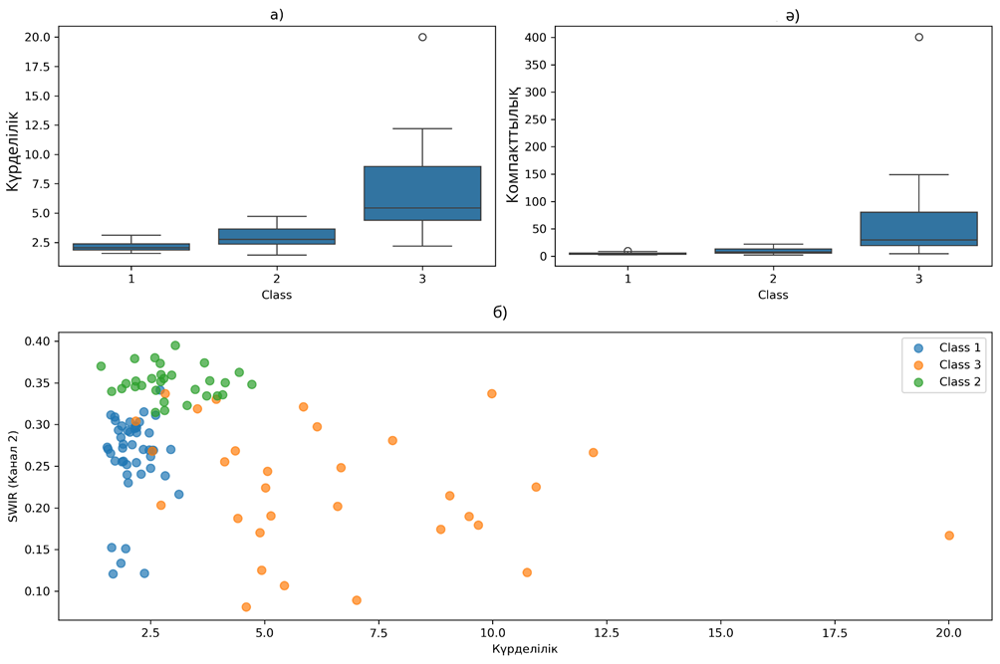 а)
20.0
17.5
15.0
12.5
10.0
7.5
5.0
2.5
Күрделілік
1 2 3
Class
ә)
400
350
300
250
200
150
100
50
0
Компакттылық
1 2 3
Class
б)
0.40
0.35
0.30
0.25
0.20
0.15
0.10
SWIR (Канал 2)
Class 1
Class 3
Class 2
2.5 5.0 7.5 10.0 12.5 15.0 17.5 20.0
Күрделілік